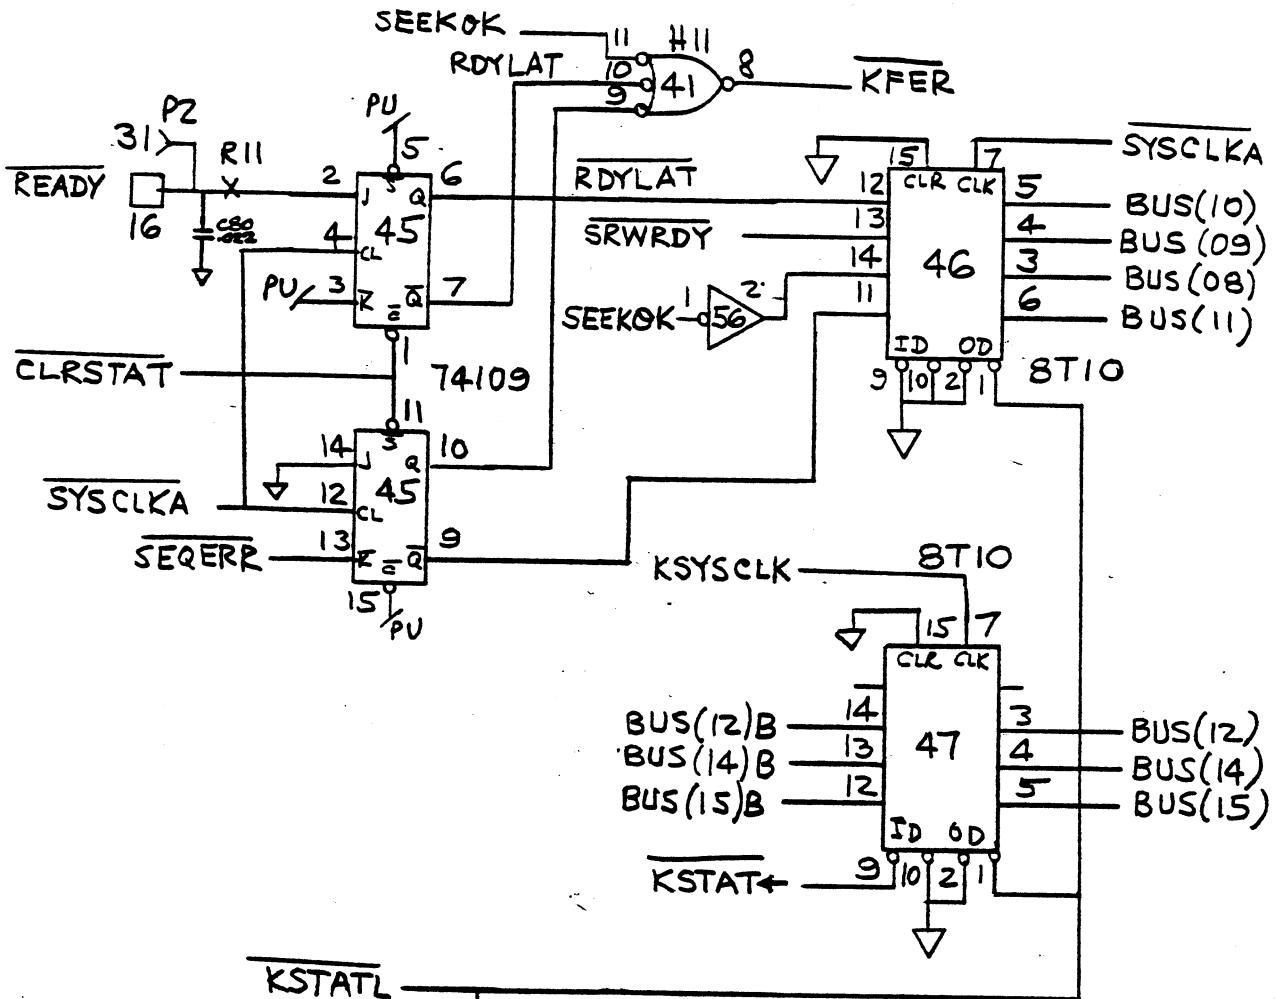 SEEKOK
11
H11
RDYLAT
10
41
8
KFER
9
P2
31
R11
PU
5
READY
16
C80
.022
2
J
S
Q
6
RDYLAT
45
4
CL
PU
3
K
C
Q
7
1
15
7
SYSCLKA
CLR
CLK
12
5
BUS(10)
SRWRDY
13
4
BUS(09)
46
14
3
BUS(08)
SEEKOK
1
56
2
11
6
BUS(11)
ID
OD
9
10
2
1
8T10
CLRSTAT
74109
11
S
14
J
Q
10
SYSCLKA
12
45
CL
SEQERR
13
K
C
Q
9
15
PU
KSYSCLK
8T10
15
7
CLR
CLK
BUS(12)B
14
3
BUS(12)
47
BUS(14)B
13
4
BUS(14)
BUS(15)B
12
5
BUS(15)
ID
OD
KSTAT
9
10
2
1
KSTATL